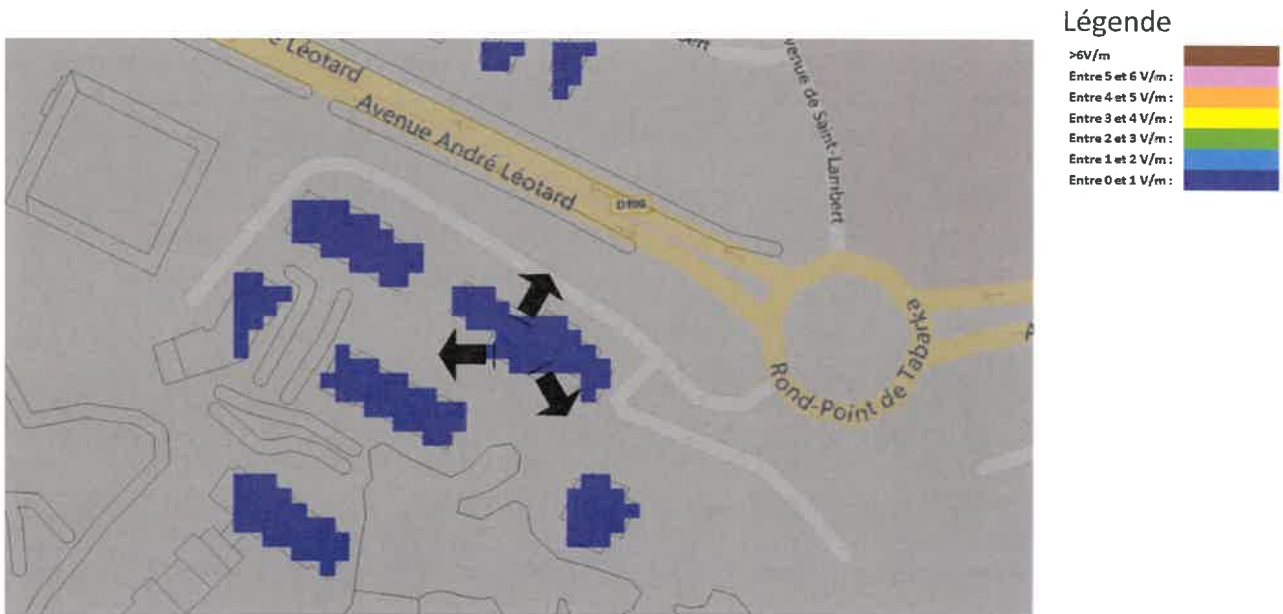 Légende
>6V/m
Entre 5 et 6 V/m :
Entre 4 et 5 V/m :
Entre 3 et 4 V/m :
Entre 2 et 3 V/m :
Entre 1 et 2 V/m :
Entre 0 et 1 V/m :
Léotard
Avenue André Léotard
venue de Saint-Lambert
Rond-Point de Tabarka